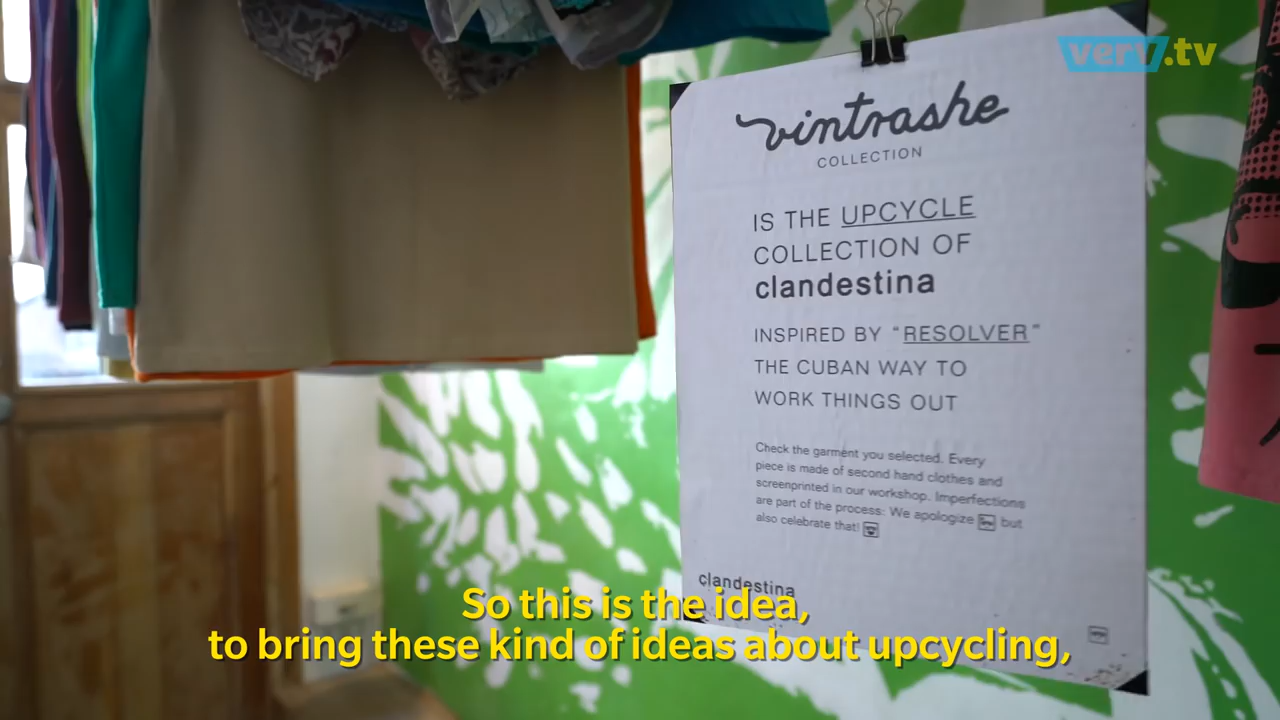 verv.tv
vintrashe
COLLECTION
IS THE UPCYCLE
COLLECTION OF
clandestina
INSPIRED BY "RESOLVER"
THE CUBAN WAY TO
WORK THINGS OUT
Check the garment you selected. Every
piece is made of second hand clothes and
screenprinted in our workshop. Imperfections
are part of the process: We apologize but
also celebrate that!
clandestina
So this is the idea,
to bring these kind of ideas about upcycling,